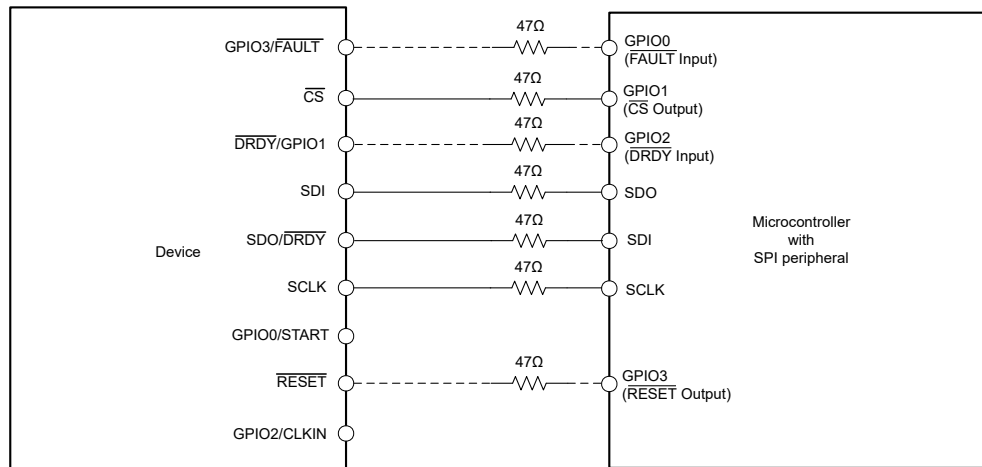 47Ω
GPIO3/FAULT
GPIO0
(FAULT Input)
47Ω
CS
GPIO1
(CS Output)
47Ω
DRDY/GPIO1
GPIO2
(DRDY Input)
47Ω
SDI
SDO
47Ω
SDO/DRDY
SDI
Device
Microcontroller
with
SPI peripheral
47Ω
SCLK
SCLK
GPIO0/START
47Ω
RESET
GPIO3
(RESET Output)
GPIO2/CLKIN